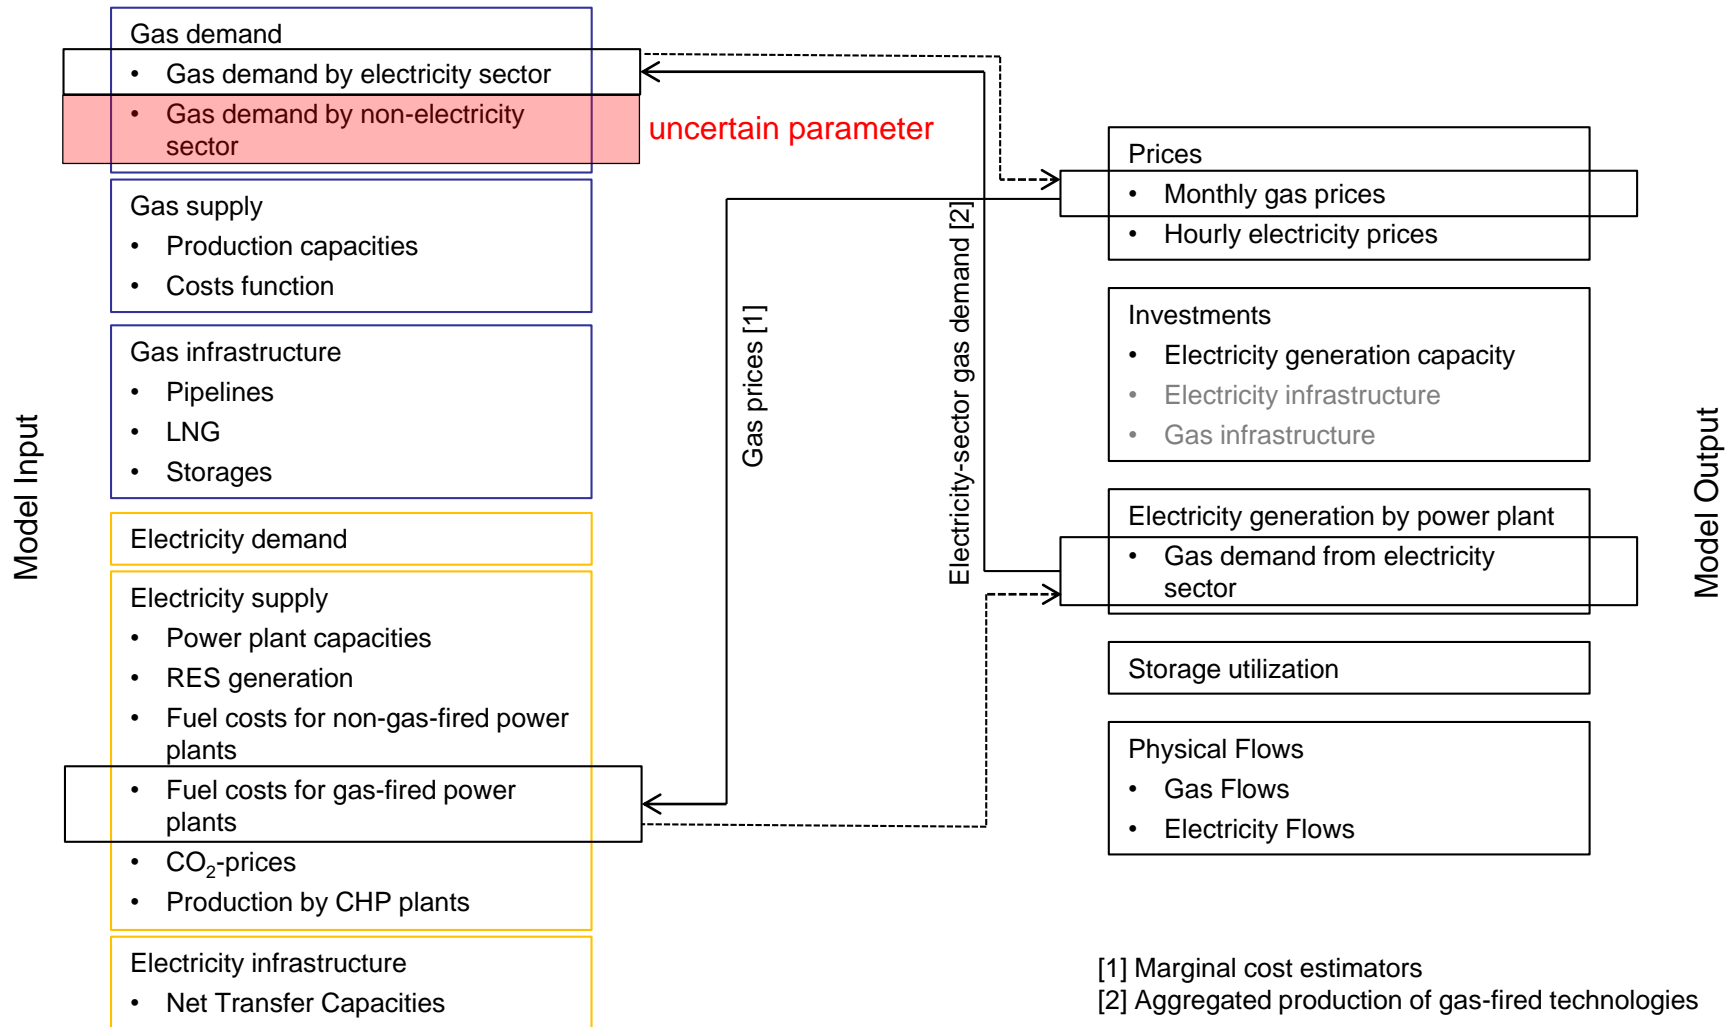 Model Input
Gas demand
• Gas demand by electricity sector
• Gas demand by non-electricity
sector
uncertain parameter
Gas supply
• Production capacities
• Costs function
Gas infrastructure
• Pipelines
• LNG
• Storages
Electricity demand
Electricity supply
• Power plant capacities
• RES generation
• Fuel costs for non-gas-fired power
plants
• Fuel costs for gas-fired power
plants
• CO₂-prices
• Production by CHP plants
Electricity infrastructure
• Net Transfer Capacities
Gas prices [1]
Electricity-sector gas demand [2]
Prices
• Monthly gas prices
• Hourly electricity prices
Investments
• Electricity generation capacity
• Electricity infrastructure
• Gas infrastructure
Electricity generation by power plant
• Gas demand from electricity
sector
Storage utilization
Physical Flows
• Gas Flows
• Electricity Flows
Model Output
[1] Marginal cost estimators
[2] Aggregated production of gas-fired technologies